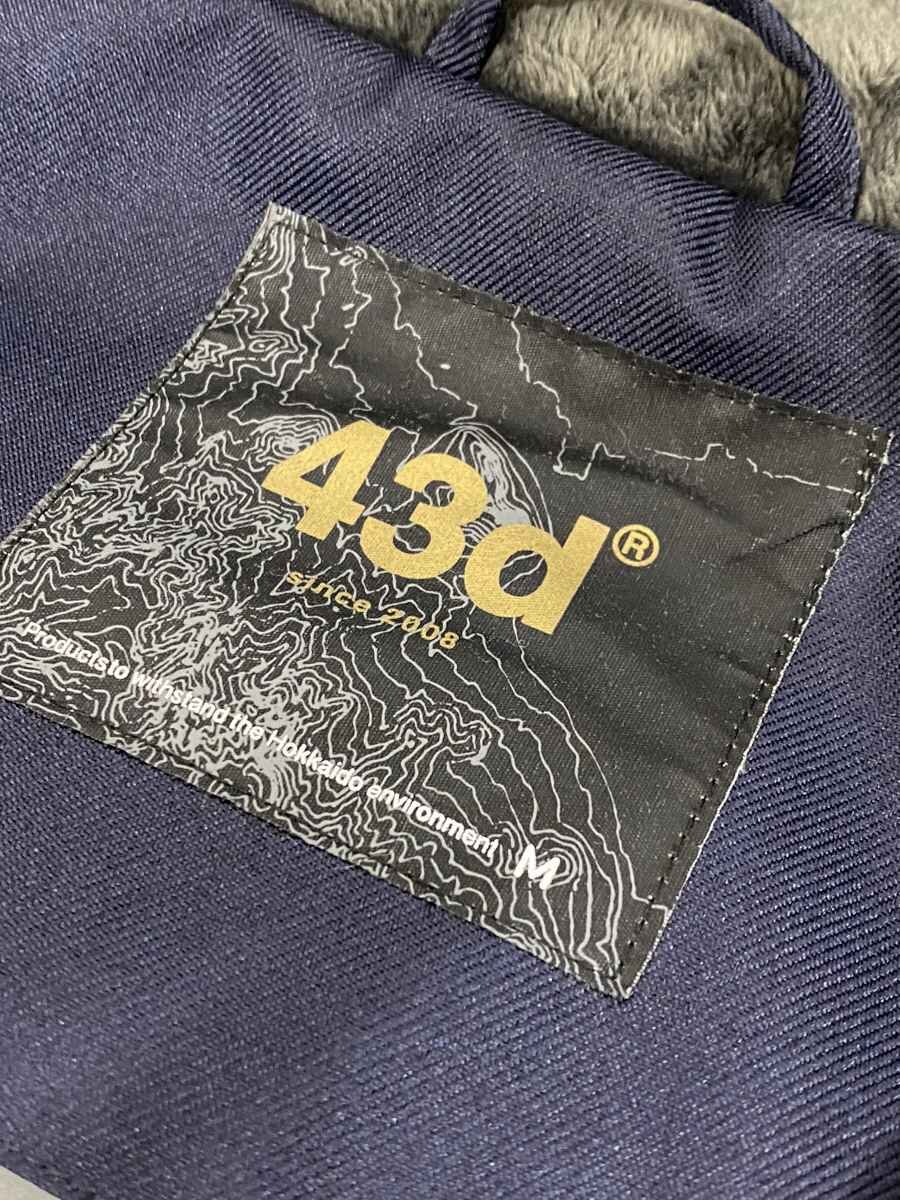 43d®
since 2008
Products to withstand the Hokkaido environment M